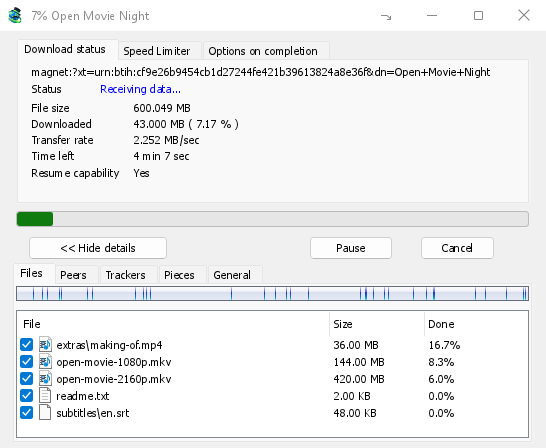 7% Open Movie Night
Download status Speed Limiter Options on completion
magnet:?xt=urn:btih:cf9e26b9454cb1d27244fe421b39613824a8e36f&dn=Open+Movie+Night
Status Receiving data...
File size 600.049 MB
Downloaded 43.000 MB ( 7.17 % )
Transfer rate 2.252 MB/sec
Time left 4 min 7 sec
Resume capability Yes
<< Hide details Pause Cancel
Files Peers Trackers Pieces General
File Size Done
extras\making-of.mp4 36.00 MB 16.7%
open-movie-1080p.mkv 144.00 MB 8.3%
open-movie-2160p.mkv 420.00 MB 6.0%
readme.txt 2.00 KB 0.0%
subtitles\en.srt 48.00 KB 0.0%